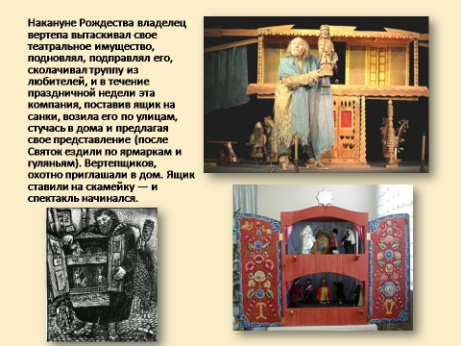 Накануне Рождества владелец
вертепа вытаскивал свое
театральное имущество,
подновлял, подправлял его,
сколачивал труппу из
любителей, и в течение
праздничной недели эта
компания, поставив ящик на
санки, возила его по улицам,
стучась в дома и предлагая
свое представление (после
Святок ездили по ярмаркам и
гуляньям). Вертепщиков,
охотно приглашали в дом. Ящик
ставили на скамейку — и
спектакль начинался.